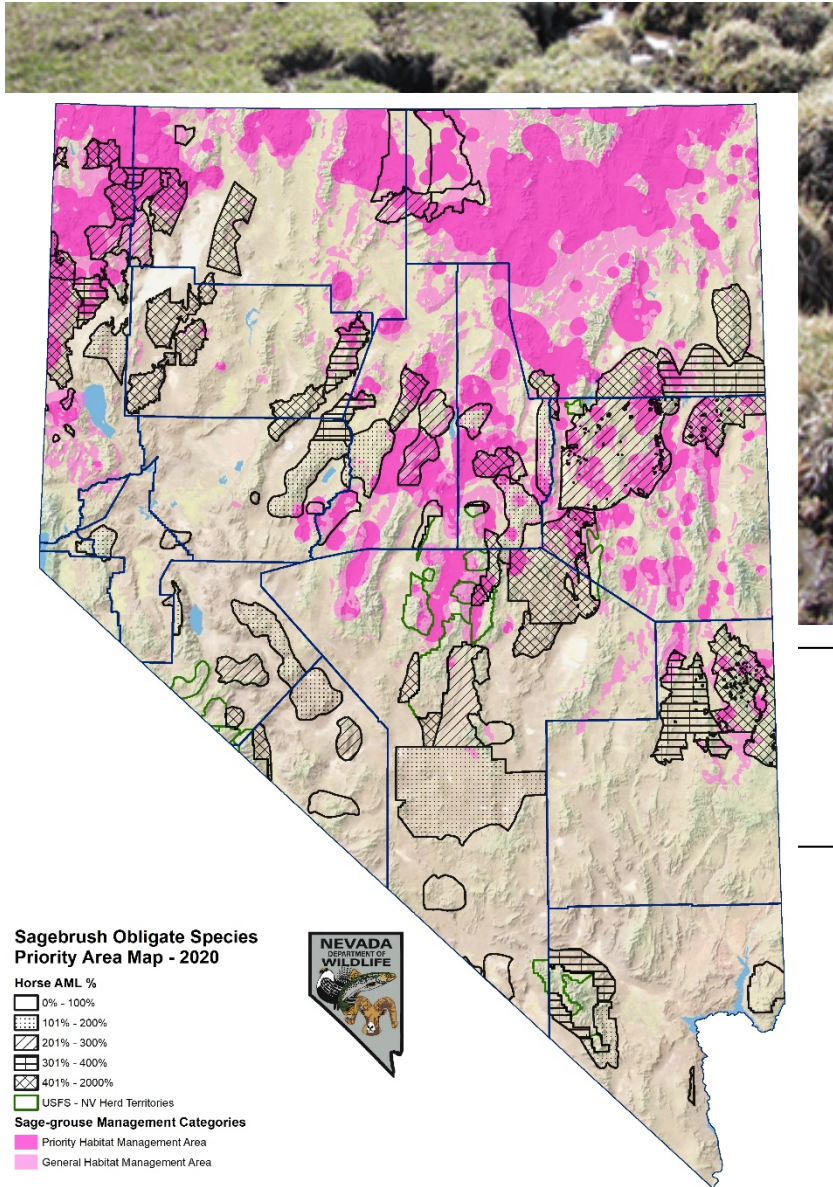 Sagebrush Obligate Species
Priority Area Map - 2020
Horse AML %
0% - 100%
101% - 200%
201% - 300%
301% - 400%
401% - 2000%
USFS - NV Herd Territories
Sage-grouse Management Categories
Priority Habitat Management Area
General Habitat Management Area
NEVADA
DEPARTMENT OF
WILDLIFE